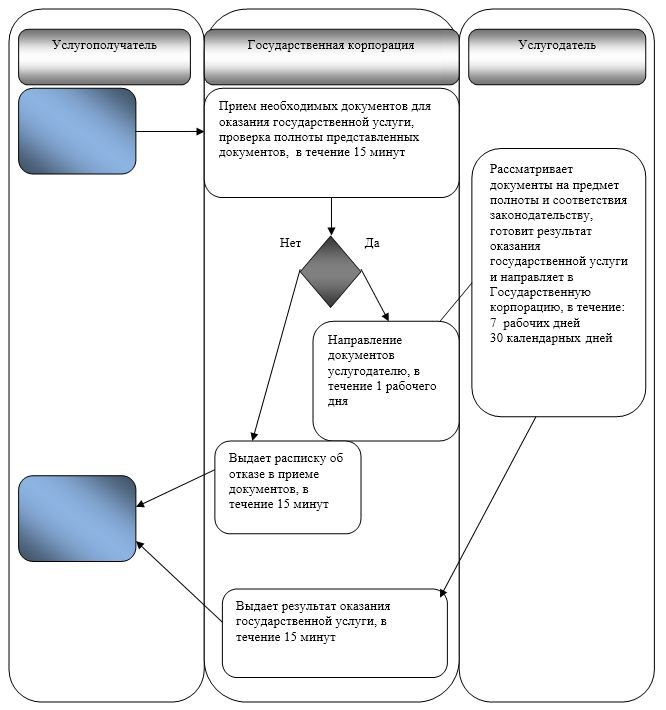 Услугополучатель
Государственная корпорация
Услугодатель
Прием необходимых документов для
оказания государственной услуги,
проверка полноты представленных
документов, в течение 15 минут
Рассматривает
документы на предмет
полноты и соответствия
законодательству,
готовит результат
оказания
государственной услуги
и направляет в
Государственную
корпорацию, в течение:
7 рабочих дней
30 календарных дней
Нет
Да
Направление
документов
услугодателю, в
течение 1 рабочего
дня
Выдает расписку об
отказе в приеме
документов, в
течение 15 минут
Выдает результат оказания
государственной услуги, в
течение 15 минут